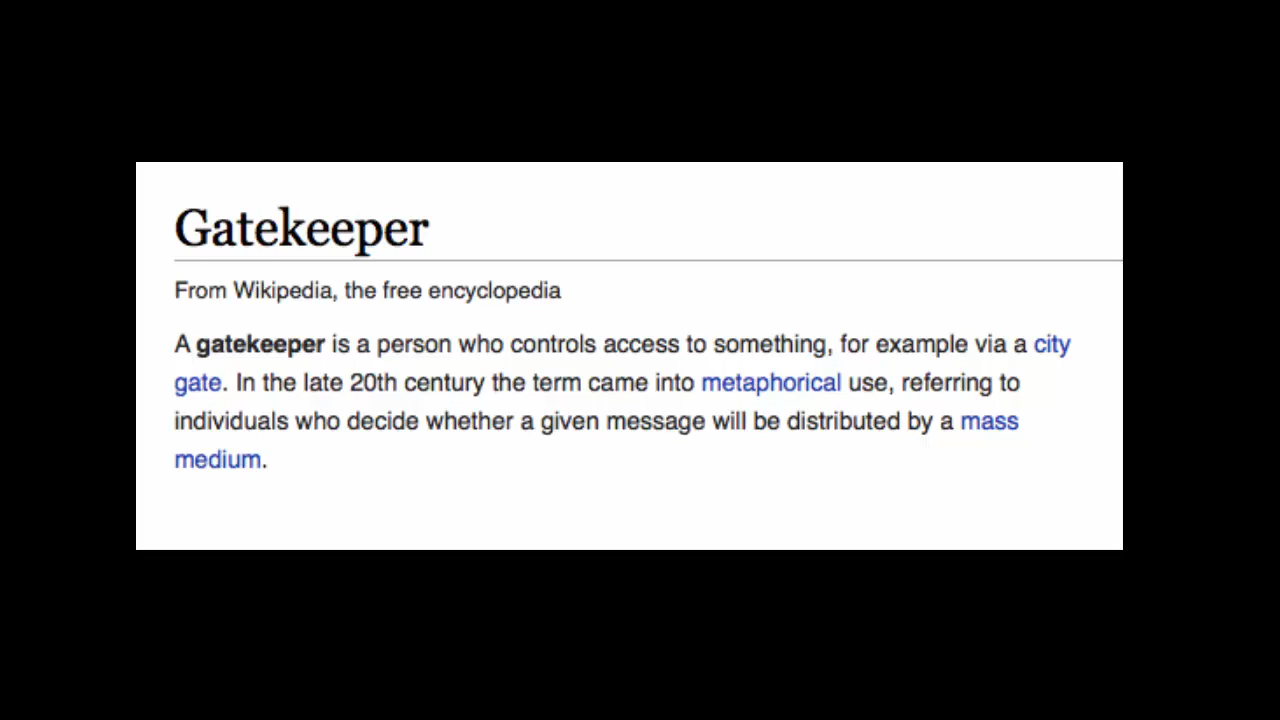 Gatekeeper
From Wikipedia, the free encyclopedia
A gatekeeper is a person who controls access to something, for example via a city
gate. In the late 20th century the term came into metaphorical use, referring to
individuals who decide whether a given message will be distributed by a mass
medium.